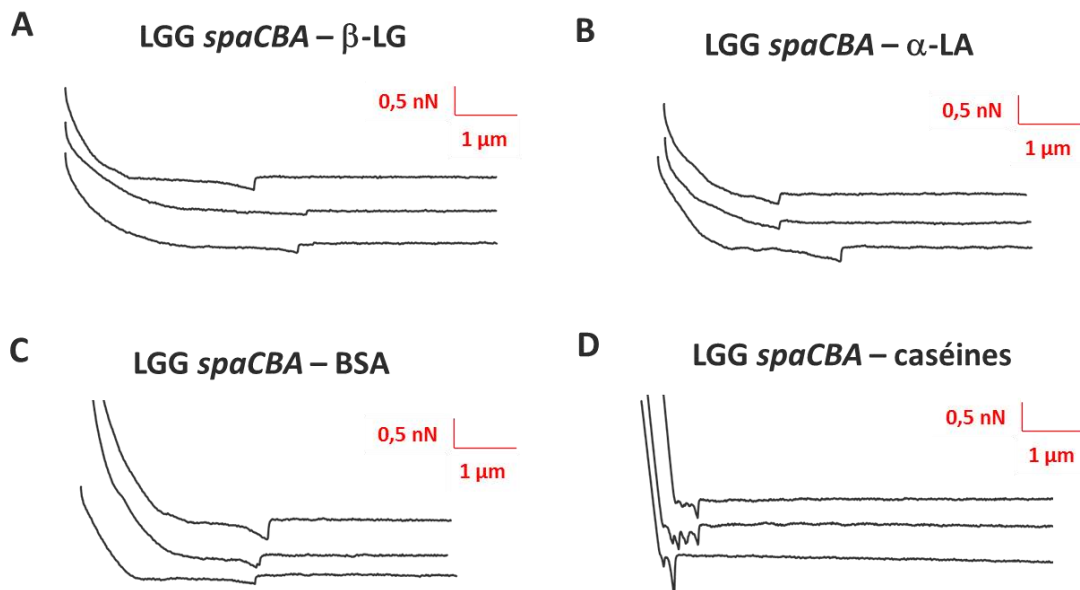 A
LGG spaCBA – β-LG
0,5 nN
1 µm
B
LGG spaCBA – α-LA
0,5 nN
1 µm
C
LGG spaCBA – BSA
0,5 nN
1 µm
D
LGG spaCBA – caséines
0,5 nN
1 µm